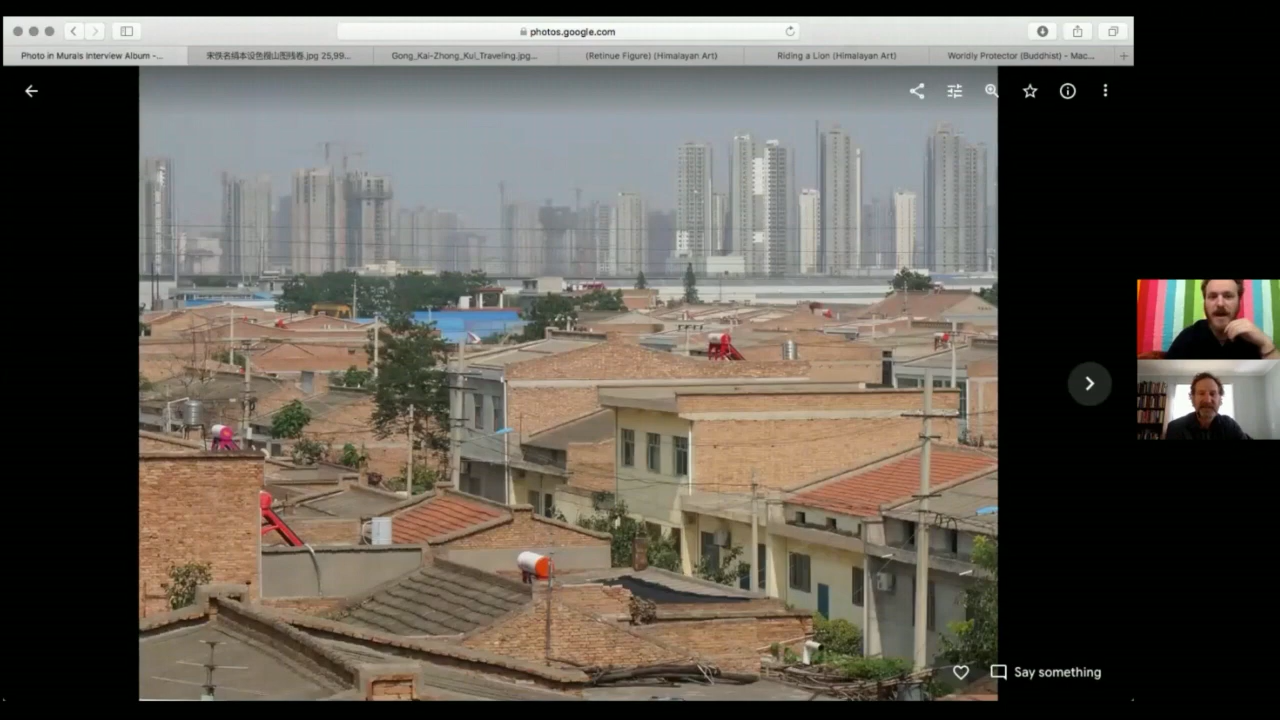 photos.google.com
Photo in Murals Interview Album –...
宋佚名绢本设色搜山图残卷.jpg 25,99...
Gong_Kai-Zhong_Kui_Traveling.jpg...
(Retinue Figure) (Himalayan Art)
Riding a Lion (Himalayan Art)
Worldly Protector (Buddhist) – Mac...
Say something